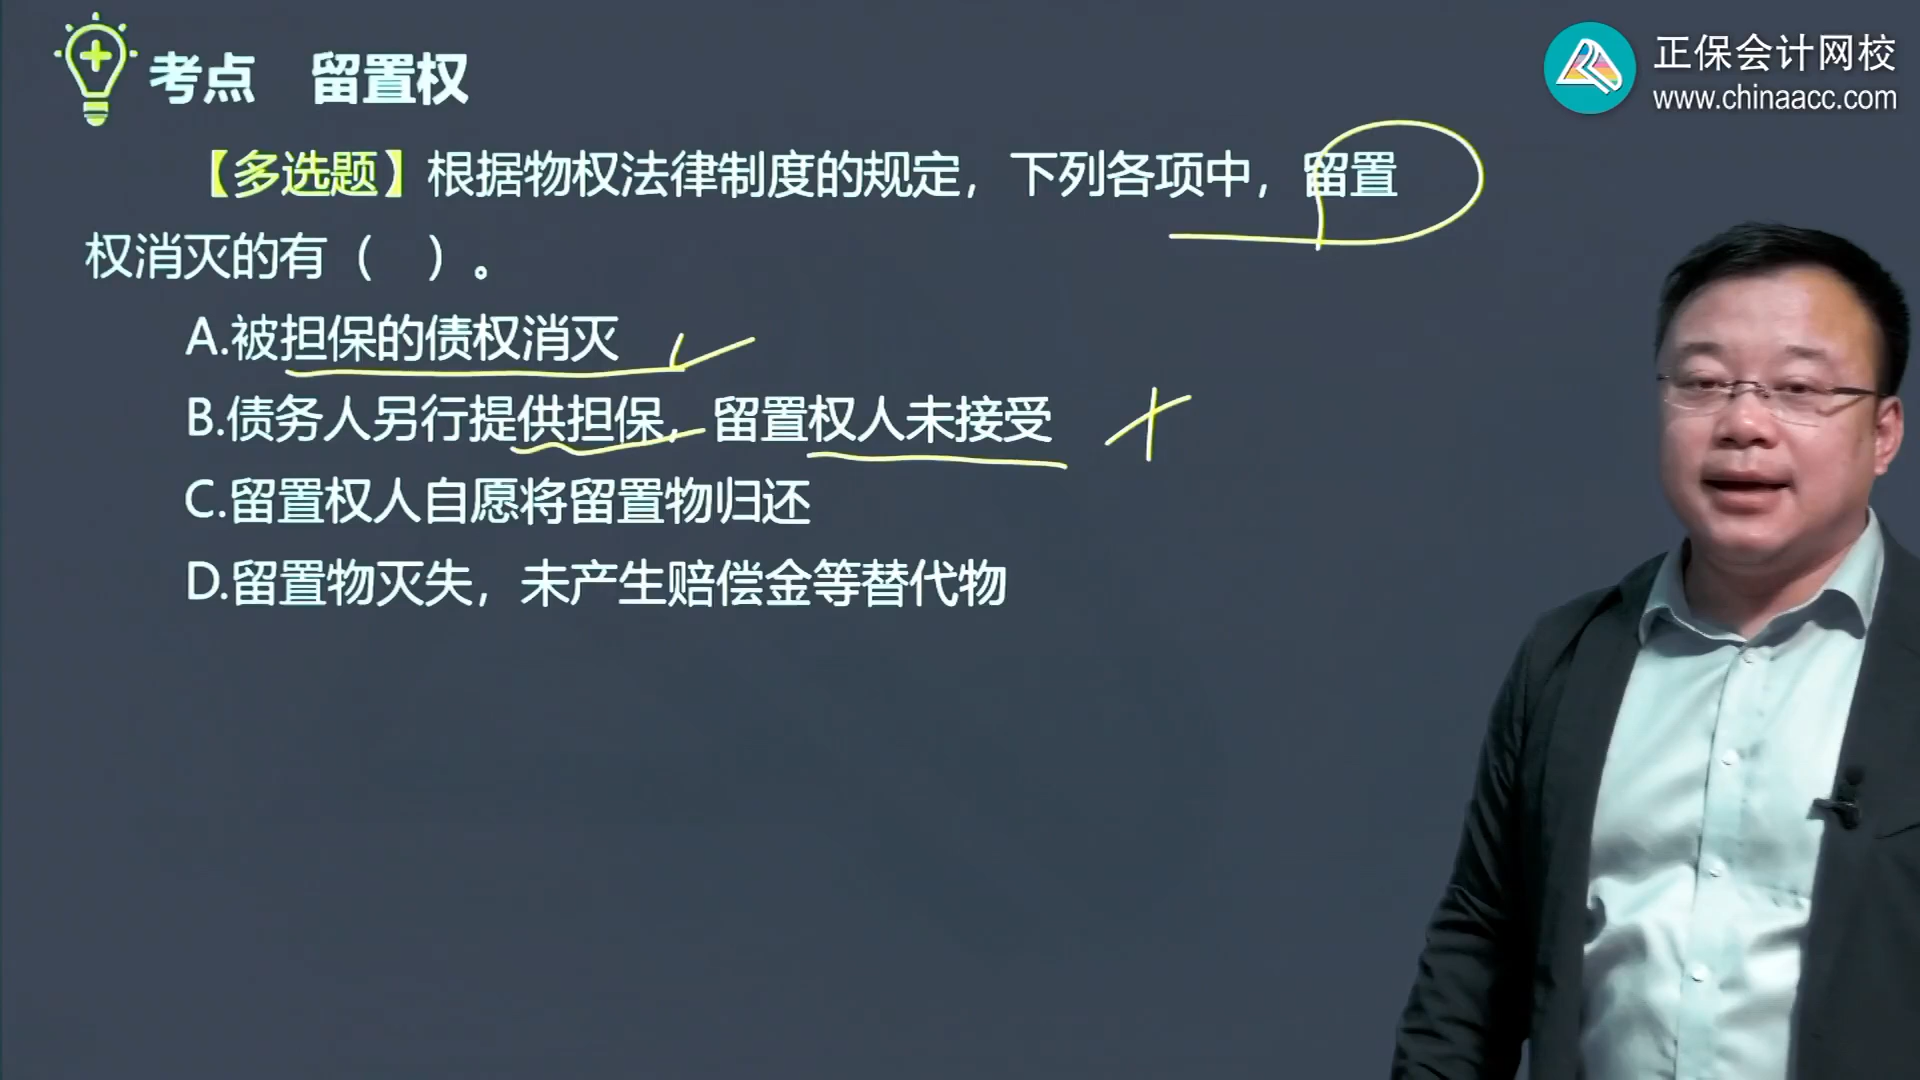 考点 留置权
正保会计网校
www.chinaacc.com
【多选题】根据物权法律制度的规定，下列各项中，留置
权消灭的有（ ）。
A.被担保的债权消灭
B.债务人另行提供担保，留置权人未接受
C.留置权人自愿将留置物归还
D.留置物灭失，未产生赔偿金等替代物